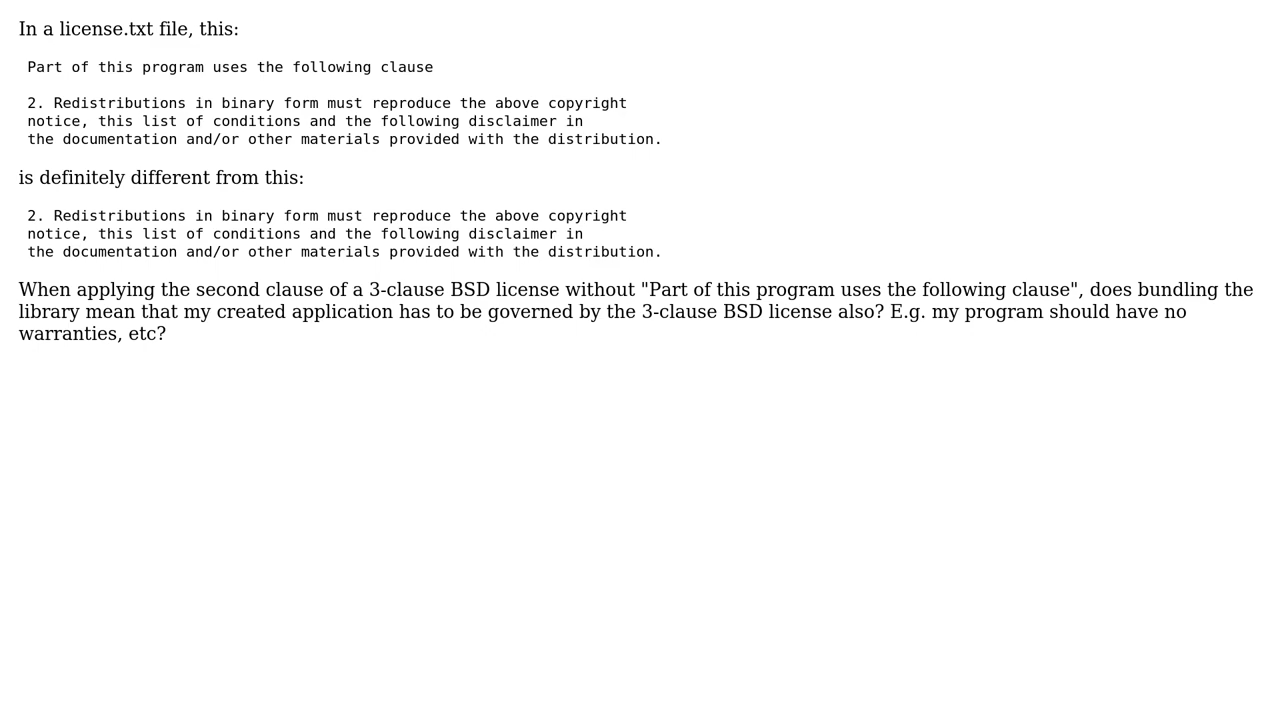 In a license.txt file, this:
Part of this program uses the following clause
2. Redistributions in binary form must reproduce the above copyright
notice, this list of conditions and the following disclaimer in
the documentation and/or other materials provided with the distribution.
is definitely different from this:
2. Redistributions in binary form must reproduce the above copyright
notice, this list of conditions and the following disclaimer in
the documentation and/or other materials provided with the distribution.
When applying the second clause of a 3-clause BSD license without "Part of this program uses the following clause", does bundling the
library mean that my created application has to be governed by the 3-clause BSD license also? E.g. my program should have no
warranties, etc?